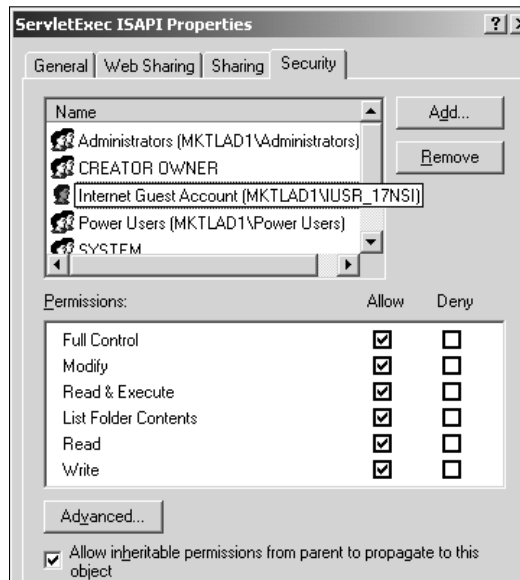 ServletExec ISAPI Properties ? X
General Web Sharing Sharing Security
Name
Add...
Administrators (MKTLAD1\Administrators)
CREATOR OWNER
Remove
Internet Guest Account (MKTLAD1\IUSR_17NSI)
Power Users (MKTLAD1\Power Users)
SYSTEM
Permissions: Allow Deny
Full Control
Modify
Read & Execute
List Folder Contents
Read
Write
Advanced...
Allow inheritable permissions from parent to propagate to this
object